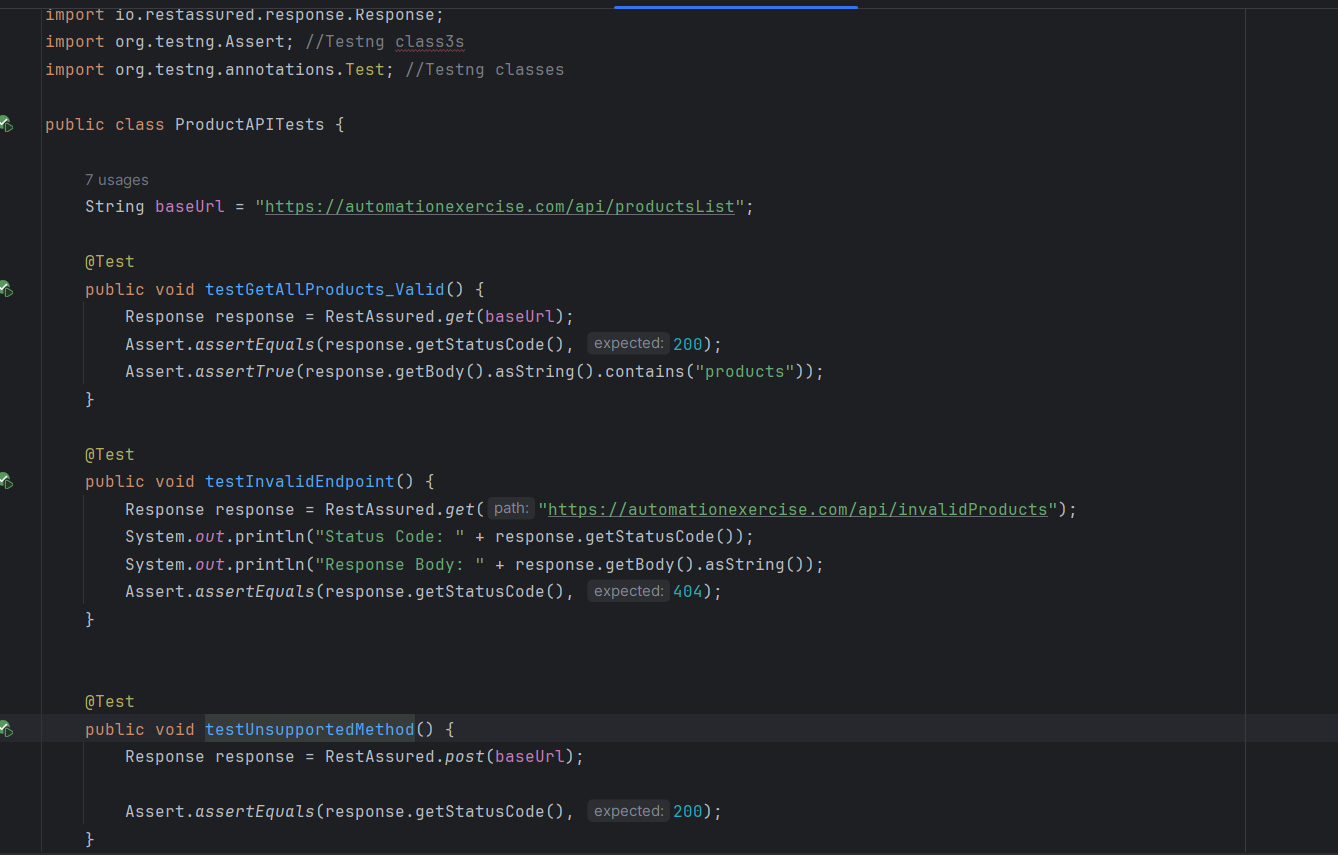 import io.restassured.response.Response;
import org.testng.Assert; //Testng class3s
import org.testng.annotations.Test; //Testng classes
public class ProductAPITests {
7 usages
String baseUrl = "https://automationexercise.com/api/productsList";
@Test
public void testGetAllProducts_Valid() {
Response response = RestAssured.get(baseUrl);
Assert.assertEquals(response.getStatusCode(), expected: 200);
Assert.assertTrue(response.getBody().asString().contains("products"));
}
@Test
public void testInvalidEndpoint() {
Response response = RestAssured.get( path: "https://automationexercise.com/api/invalidProducts");
System.out.println("Status Code: " + response.getStatusCode());
System.out.println("Response Body: " + response.getBody().asString());
Assert.assertEquals(response.getStatusCode(), expected: 404);
}
@Test
public void testUnsupportedMethod() {
Response response = RestAssured.post(baseUrl);
Assert.assertEquals(response.getStatusCode(), expected: 200);
}